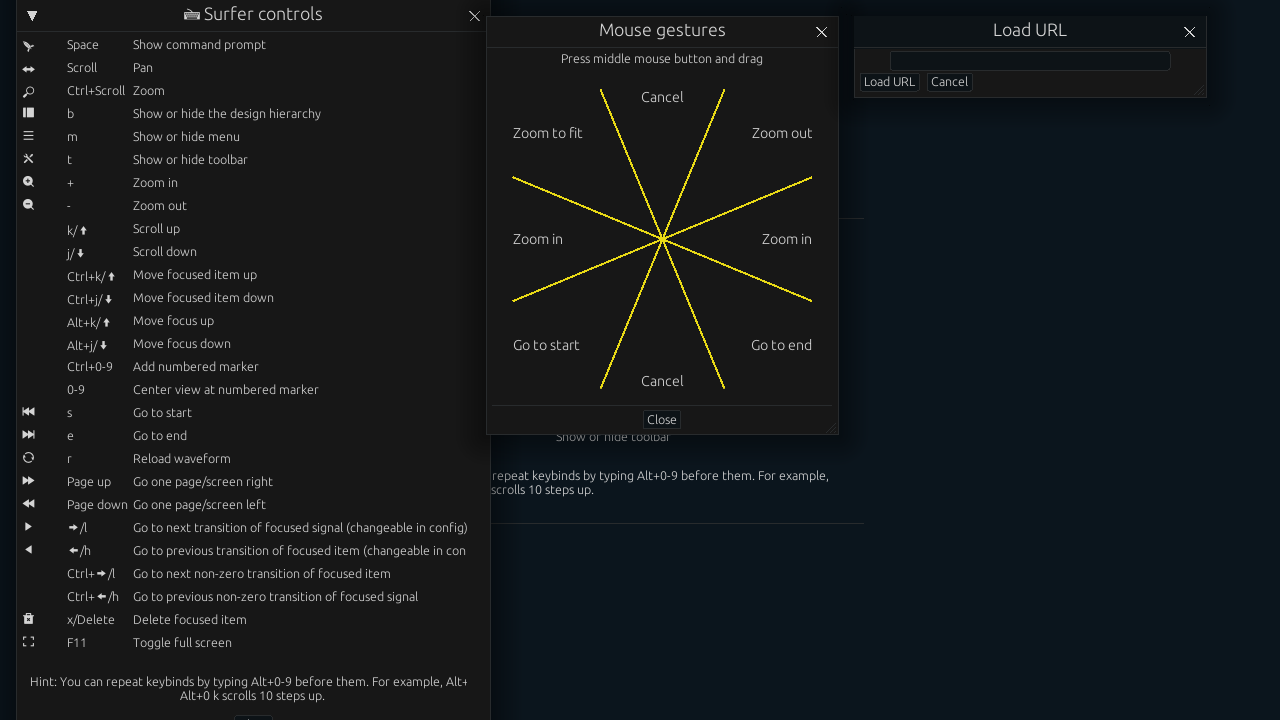 Surfer controls
Space Show command prompt
Scroll Pan
Ctrl+Scroll Zoom
b Show or hide the design hierarchy
m Show or hide menu
t Show or hide toolbar
+ Zoom in
- Zoom out
k/ Scroll up
j/ Scroll down
Ctrl+k/ Move focused item up
Ctrl+j/ Move focused item down
Alt+k/ Move focus up
Alt+j/ Move focus down
Ctrl+0-9 Add numbered marker
0-9 Center view at numbered marker
s Go to start
e Go to end
r Reload waveform
Page up Go one page/screen right
Page down Go one page/screen left
/l Go to next transition of focused signal (changeable in config)
/h Go to previous transition of focused item (changeable in con
Ctrl+ /l Go to next non-zero transition of focused item
Ctrl+ /h Go to previous non-zero transition of focused signal
x/Delete Delete focused item
F11 Toggle full screen
Hint: You can repeat keybinds by typing Alt+0-9 before them. For example, Alt+
Alt+0 k scrolls 10 steps up.
Mouse gestures
Press middle mouse button and drag
Cancel
Zoom to fit Zoom out
Zoom in Zoom in
Go to start Go to end
Cancel
Close
Show or hide toolbar
repeat keybinds by typing Alt+0-9 before them. For example,
scrolls 10 steps up.
Load URL
Load URL Cancel